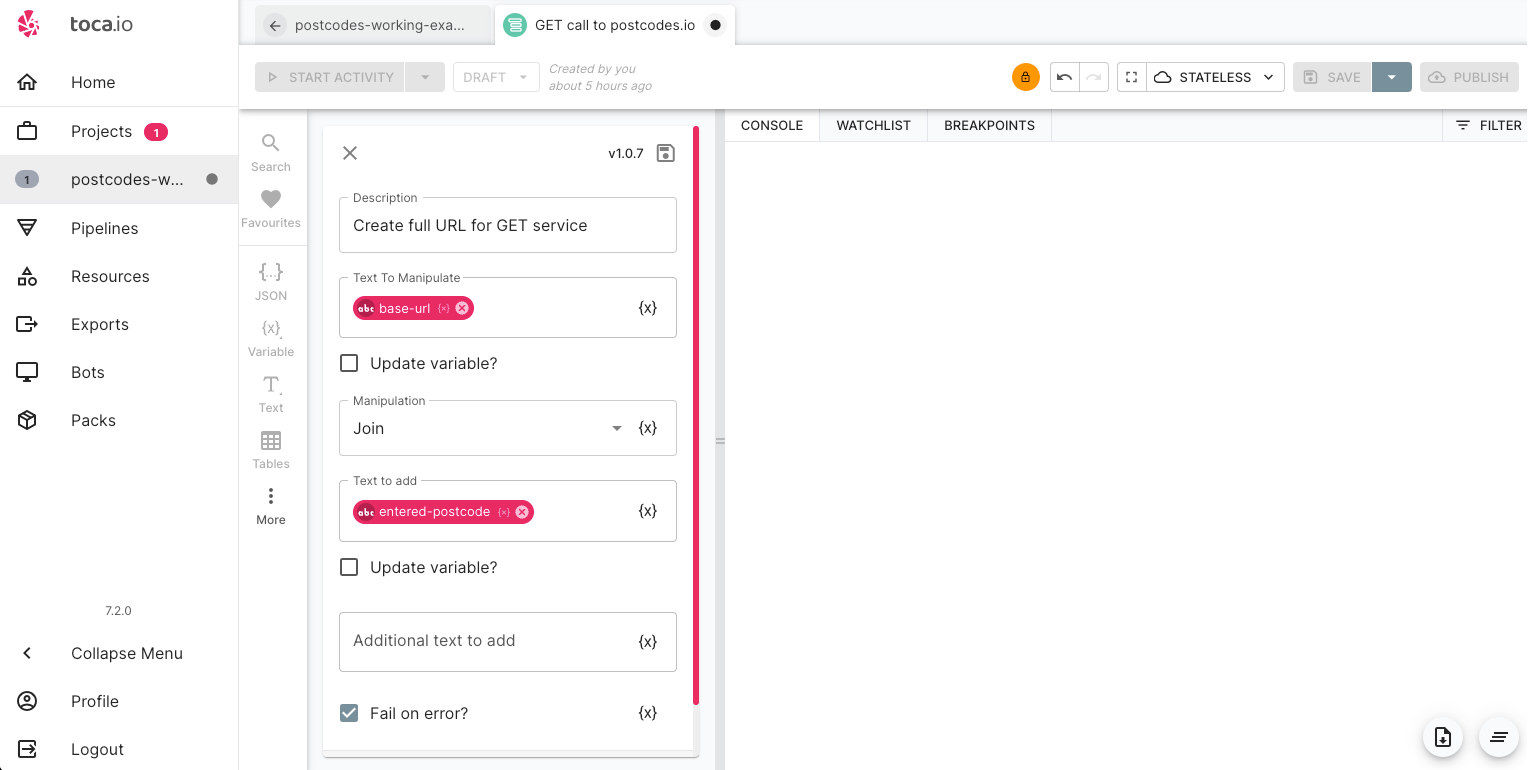 toca.io
Home
Projects 1
1 postcodes-w...
Pipelines
Resources
Exports
Bots
Packs
7.2.0
Collapse Menu
Profile
Logout
postcodes-working-exa...
GET call to postcodes.io
START ACTIVITY
DRAFT
Created by you
about 5 hours ago
STATELESS
SAVE
PUBLISH
Search
Favourites
{...}
JSON
{x}
Variable
T
Text
Tables
More
v1.0.7
Description
Create full URL for GET service
Text To Manipulate
abc base-url {x}
{x}
Update variable?
Manipulation
Join
{x}
Text to add
abc entered-postcode {x}
{x}
Update variable?
Additional text to add
{x}
Fail on error?
{x}
CONSOLE
WATCHLIST
BREAKPOINTS
FILTER